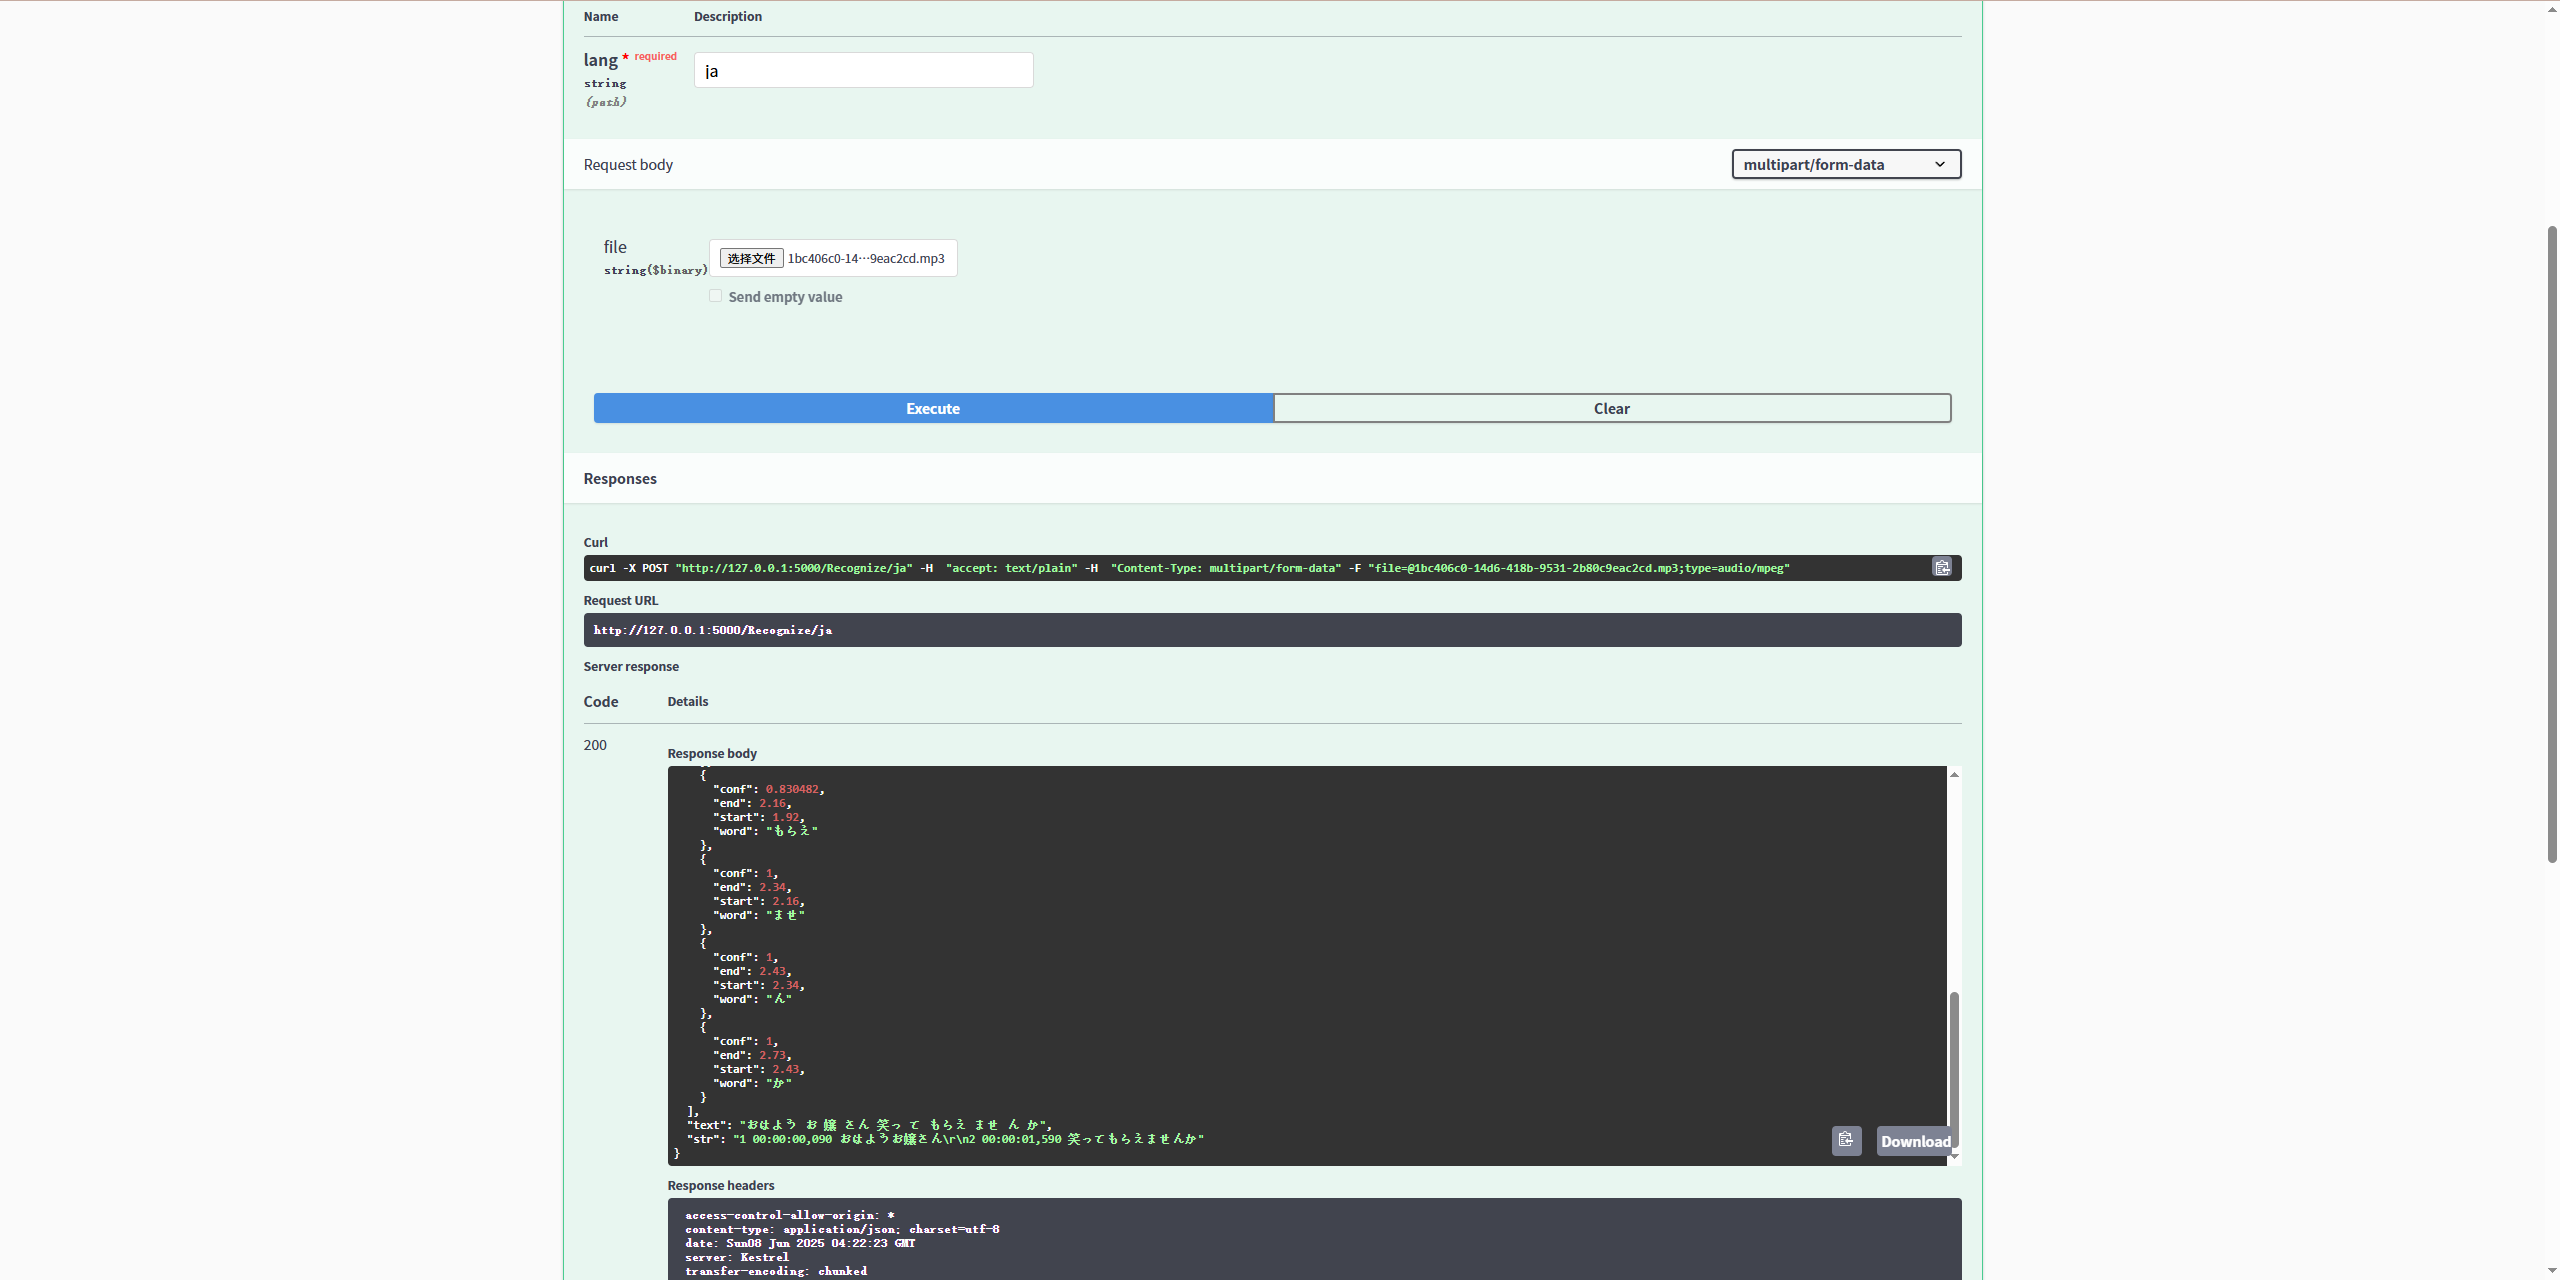 Name Description
lang * required
string
(path)
ja
Request body multipart/form-data
file
string($binary)
选择文件 1bc406c0-14…9eac2cd.mp3
Send empty value
Execute Clear
Responses
Curl
curl -X POST "http://127.0.0.1:5000/Recognize/ja" -H  "accept: text/plain" -H  "Content-Type: multipart/form-data" -F "file=@1bc406c0-14d6-418b-9531-2b80c9eac2cd.mp3;type=audio/mpeg"
Request URL
http://127.0.0.1:5000/Recognize/ja
Server response
Code Details
200
Response body
{
"conf": 0.830482,
"end": 2.16,
"start": 1.92,
"word": "もらえ"
},
{
"conf": 1,
"end": 2.34,
"start": 2.16,
"word": "ませ"
},
{
"conf": 1,
"end": 2.43,
"start": 2.34,
"word": "ん"
},
{
"conf": 1,
"end": 2.73,
"start": 2.43,
"word": "か"
}
],
"text": "おはよう お 嬢 さん 笑っ て もらえ ませ ん か",
"str": "1 00:00:00,090 おはようお嬢さん\r\n2 00:00:01,590 笑ってもらえませんか"
}
Download
Response headers
access-control-allow-origin: *
content-type: application/json; charset=utf-8
date: Sun08 Jun 2025 04:22:23 GMT
server: Kestrel
transfer-encoding: chunked